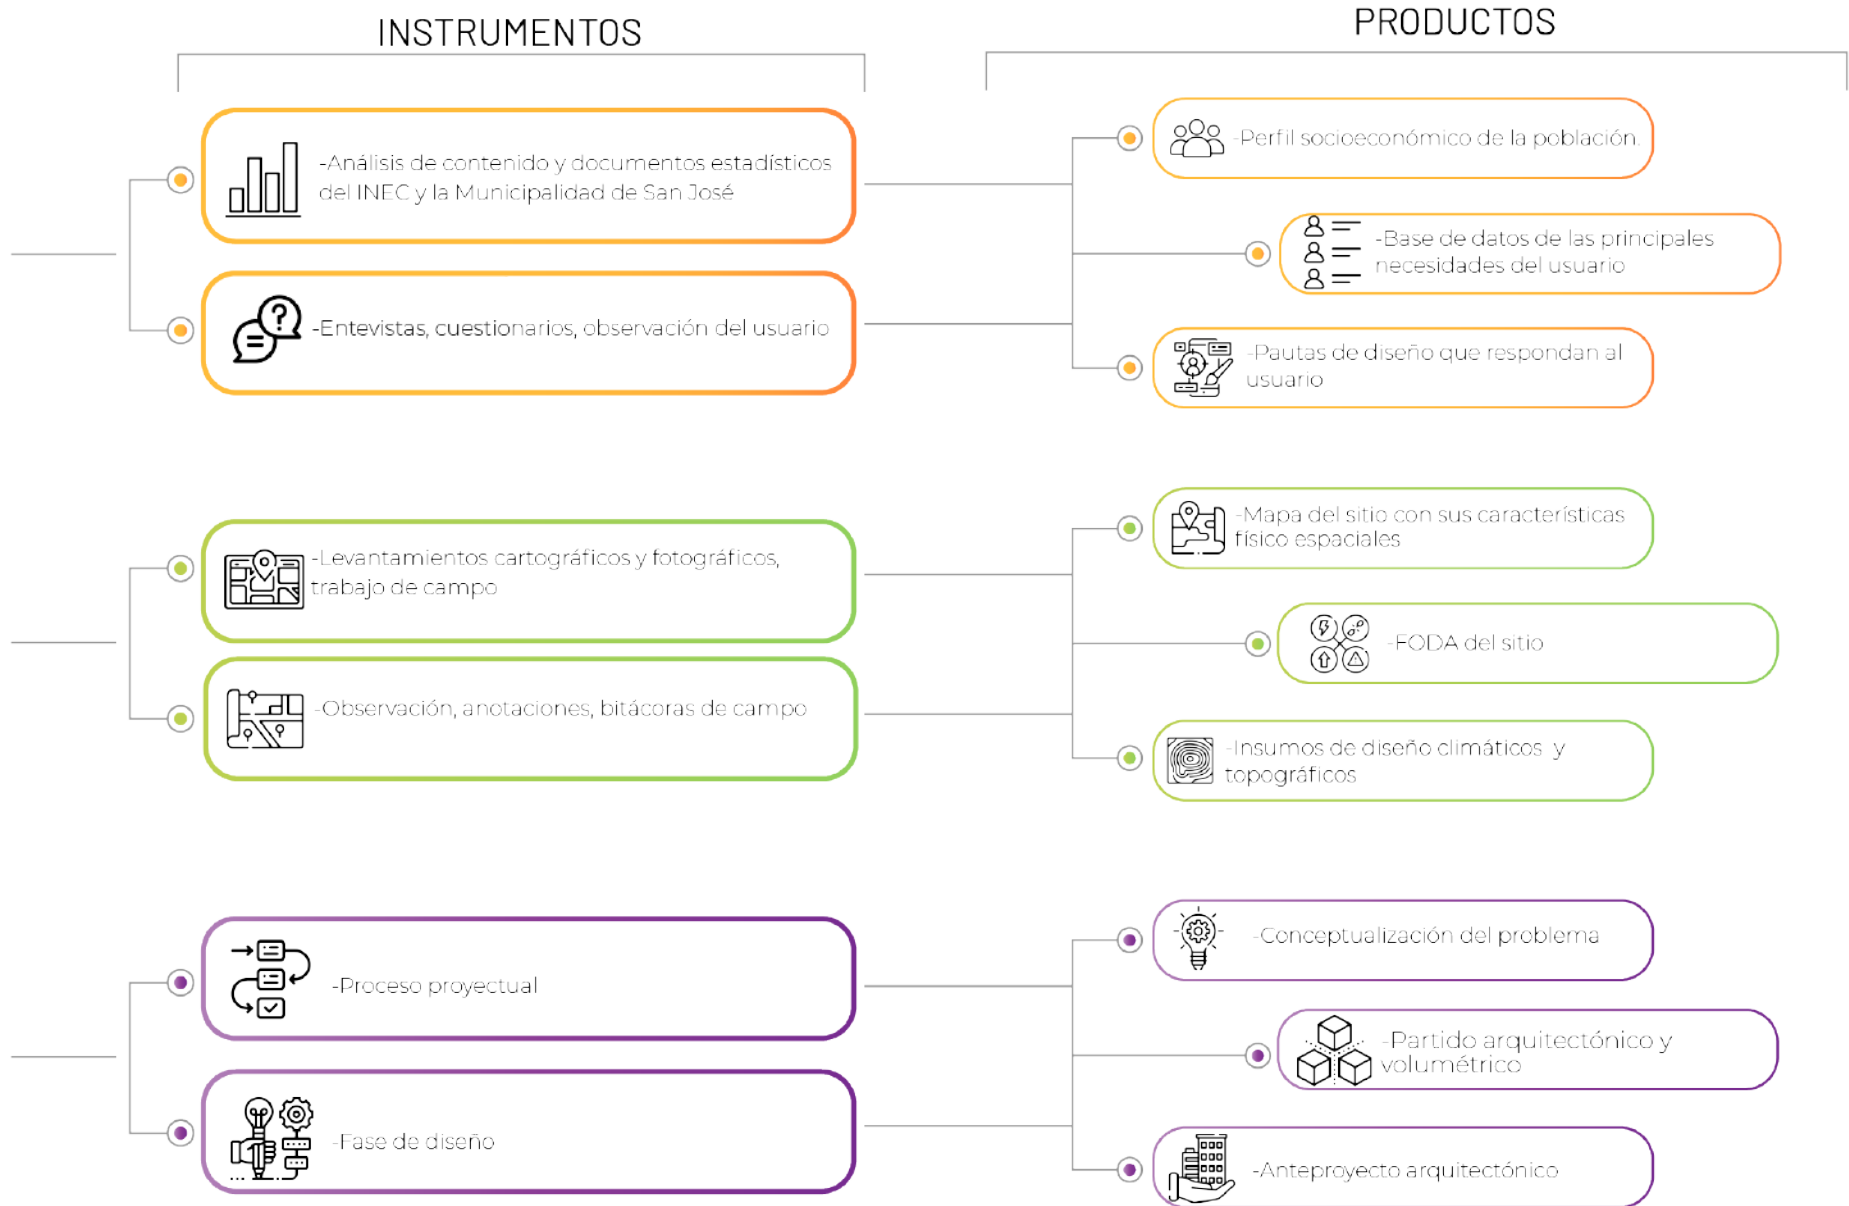 INSTRUMENTOS
PRODUCTOS
-Análisis de contenido y documentos estadísticos
del INEC y la Municipalidad de San José
-Entevistas, cuestionarios, observación del usuario
-Perfil socioeconómico de la población.
-Base de datos de las principales
necesidades del usuario
-Pautas de diseño que respondan al
usuario
-Levantamientos cartográficos y fotográficos,
trabajo de campo
-Observación, anotaciones, bitácoras de campo
-Mapa del sitio con sus características
físico espaciales
-FODA del sitio
-Insumos de diseño climáticos y
topográficos
-Proceso proyectual
-Fase de diseño
-Conceptualización del problema
-Partido arquitectónico y
volumétrico
-Anteproyecto arquitectónico